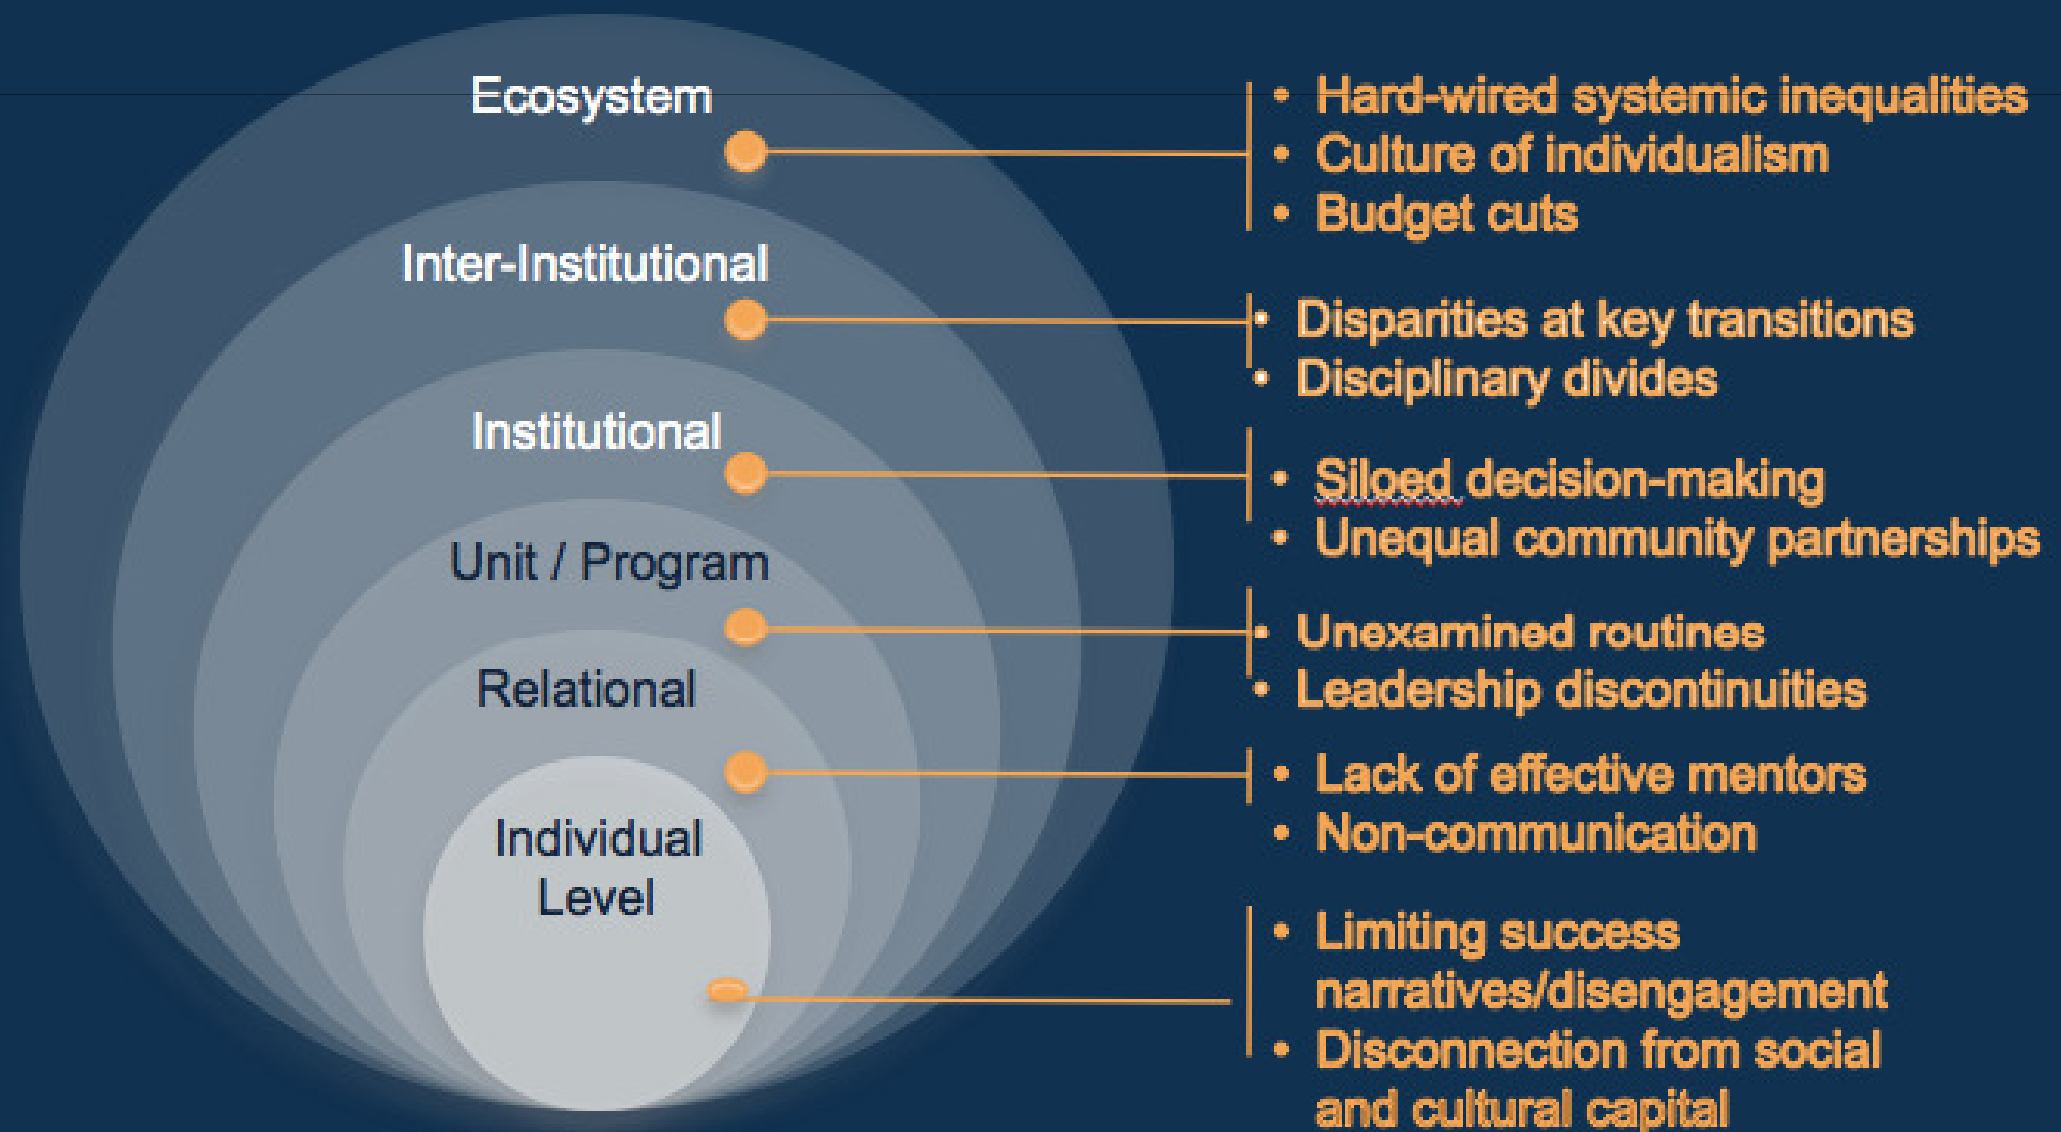 Ecosystem
• Hard-wired systemic inequalities
• Culture of individualism
• Budget cuts
Inter-Institutional
• Disparities at key transitions
• Disciplinary divides
Institutional
• Siloed decision-making
• Unequal community partnerships
Unit / Program
• Unexamined routines
• Leadership discontinuities
Relational
• Lack of effective mentors
• Non-communication
Individual
Level
• Limiting success
narratives/disengagement
• Disconnection from social
and cultural capital